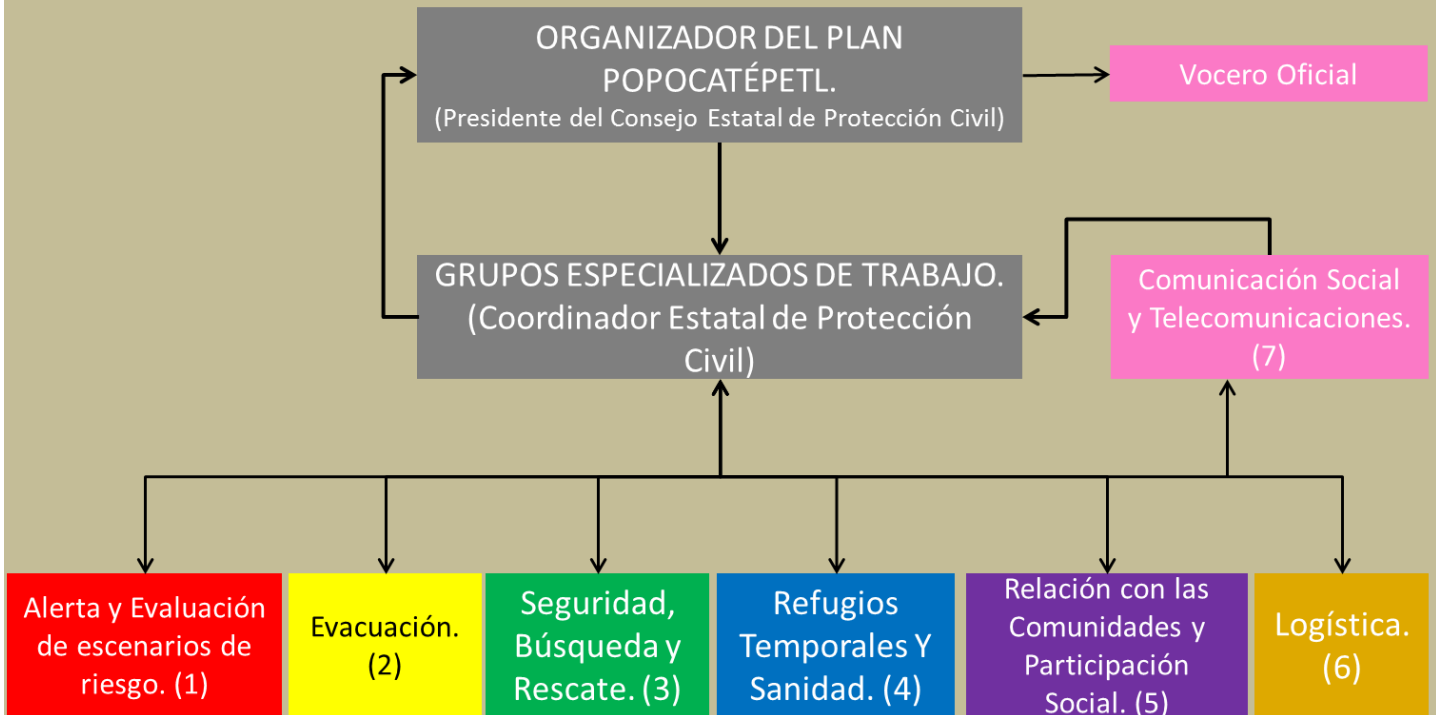 ORGANIZADOR DEL PLAN
POPOCATÉPETL.
(Presidente del Consejo Estatal de Protección Civil)
Vocero Oficial
GRUPOS ESPECIALIZADOS DE TRABAJO.
(Coordinador Estatal de Protección
Civil)
Comunicación Social
y Telecomunicaciones.
(7)
Alerta y Evaluación
de escenarios de
riesgo. (1)
Evacuación.
(2)
Seguridad,
Búsqueda y
Rescate. (3)
Refugios
Temporales Y
Sanidad. (4)
Relación con las
Comunidades y
Participación
Social. (5)
Logística.
(6)